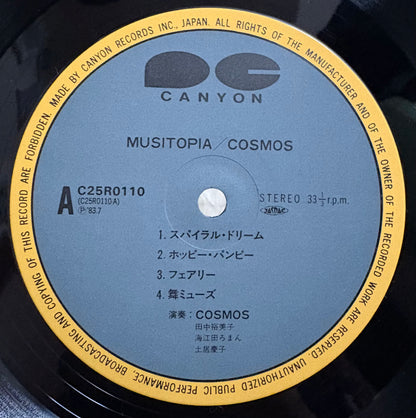 CANYON
MUSITOPIA/COSMOS
A C25R0110
(C25R0110A)
Ⓟ'83.7
STEREO 33 1/3 r.p.m.
JASRAC
1. スパイラル・ドリーム
2. ホッピー・バンピー
3. フェアリー
4. 舞ミューズ
演奏：COSMOS
田中裕美子
海江田ろまん
土居慶子
MADE BY CANYON RECORDS INC., JAPAN. ALL RIGHTS OF THE MANUFACTURER AND OF THE OWNER OF THE RECORDED WORK ARE RESERVED. UNAUTHORIZED PUBLIC PERFORMANCE, BROADCASTING AND COPYING OF THIS RECORD ARE FORBIDDEN.